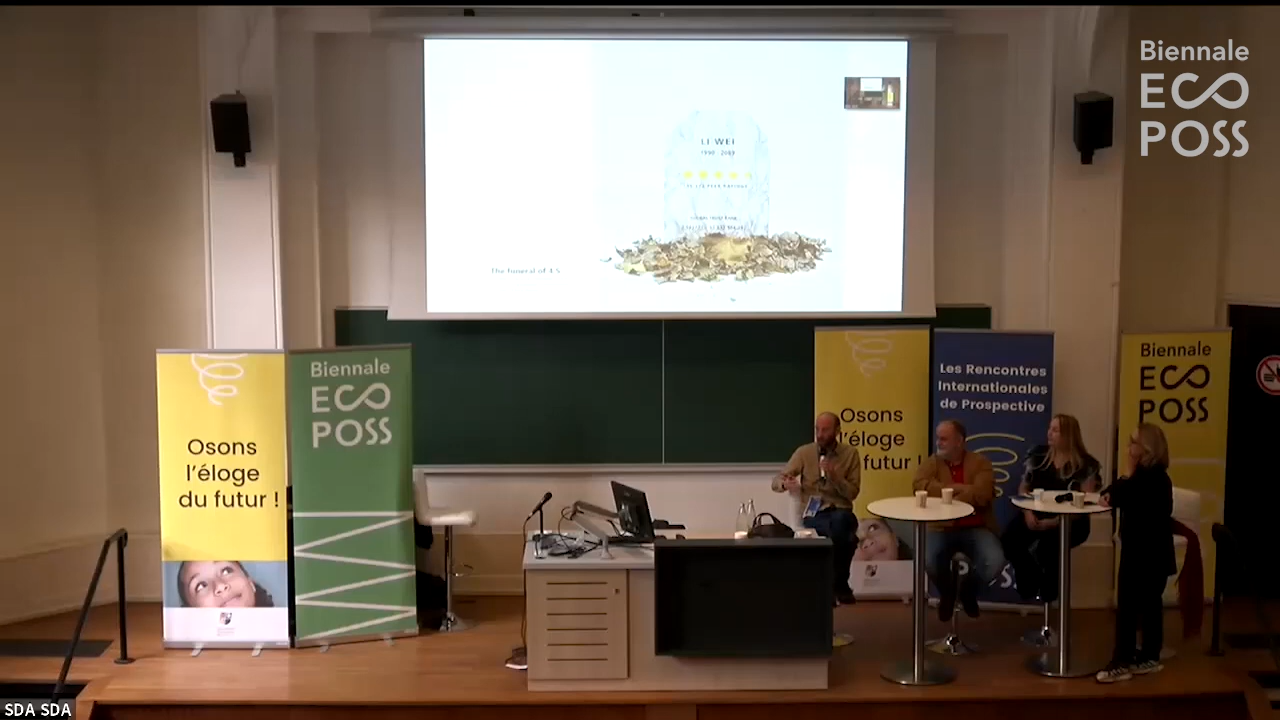 Biennale
ECO
POSS
LI WEI
The funeral of
Osons
l'éloge
du futur !
Biennale
ECO
POSS
Osons
l'éloge
futur !
Les Rencontres
Internationales
de Prospective
Biennale
ECO
POSS
SDA SDA